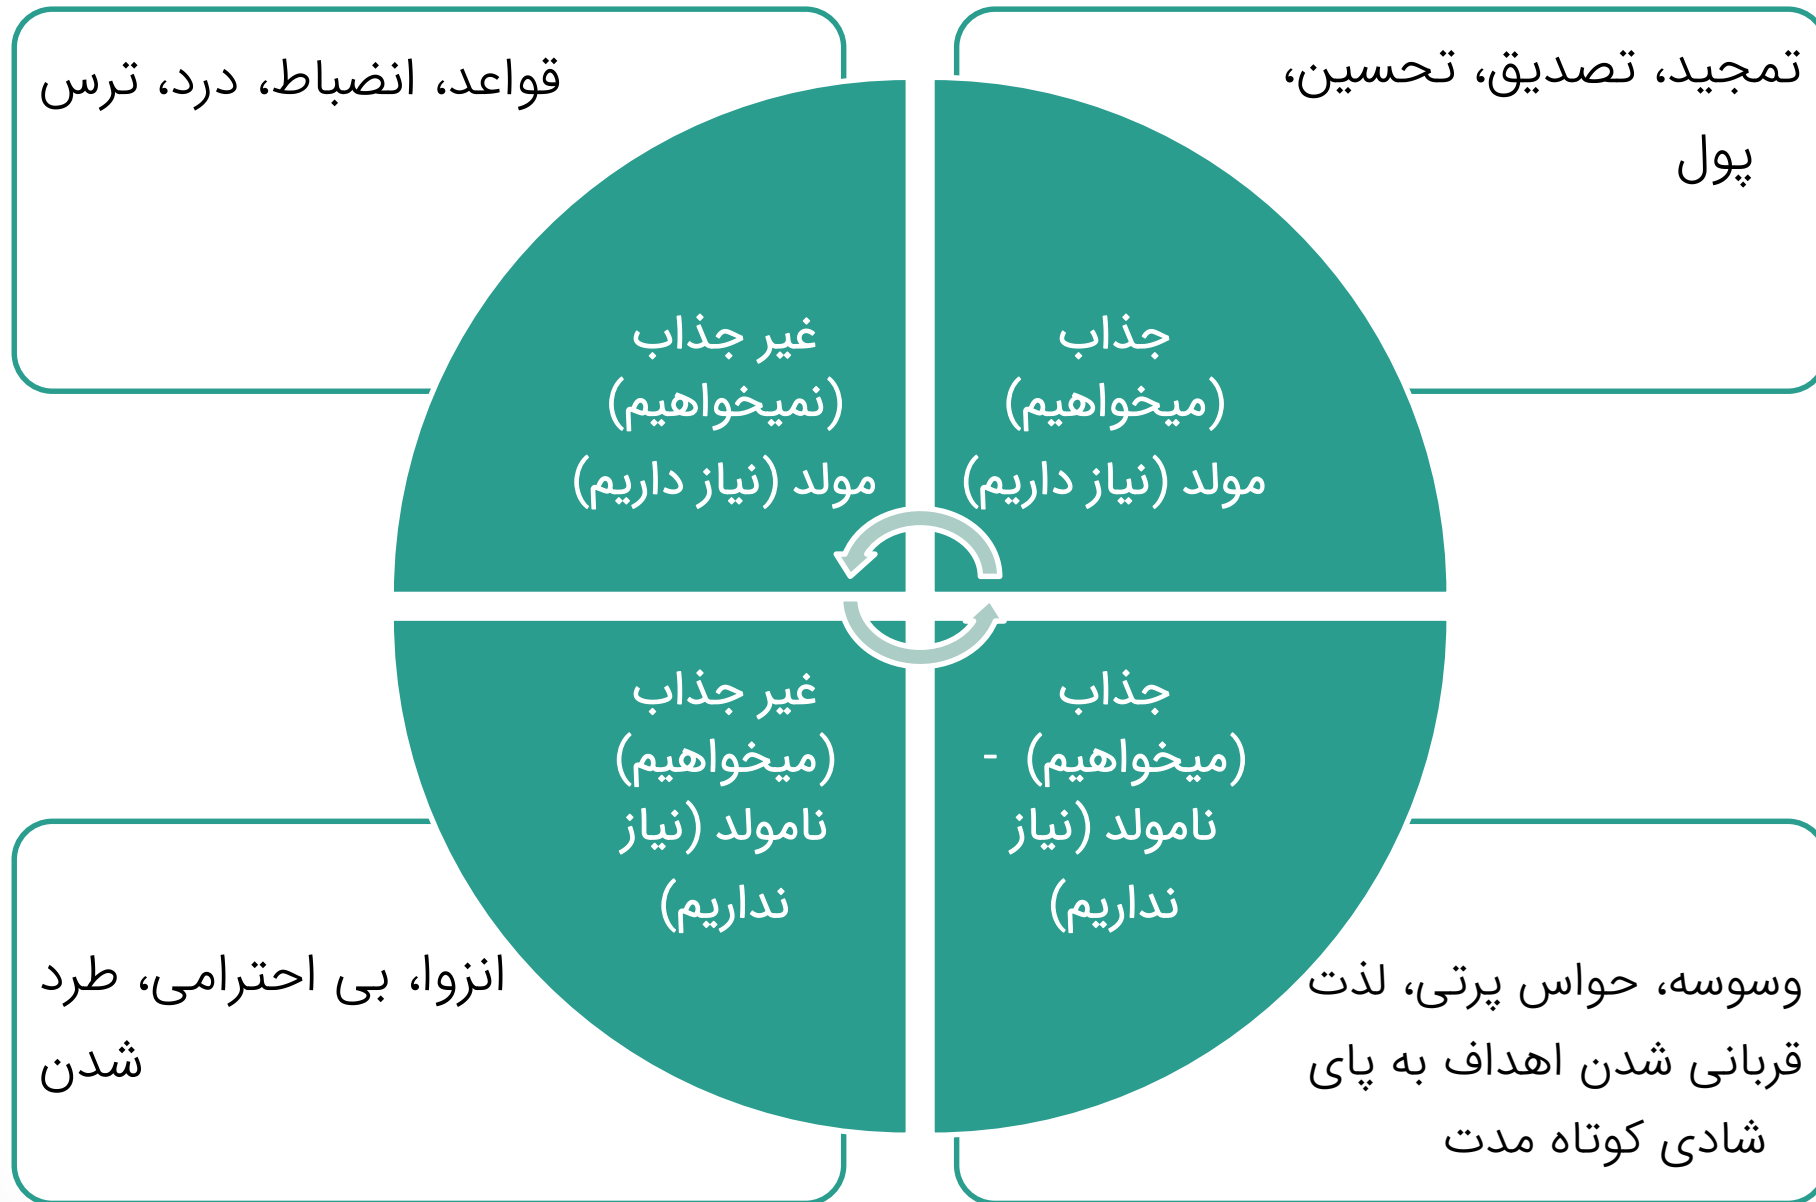 تمجید، تصدیق، تحسین،
پول
قواعد، انضباط، درد، ترس
جذاب
(میخواهیم)
مولد (نیاز داریم)
غیر جذاب
(نمیخواهیم)
مولد (نیاز داریم)
جذاب
(میخواهیم) -
نامولد (نیاز
نداریم)
غیر جذاب
(میخواهیم)
نامولد (نیاز
نداریم)
وسوسه، حواس پرتی، لذت
قربانی شدن اهداف به پای
شادی کوتاه مدت
انزوا، بی احترامی، طرد
شدن